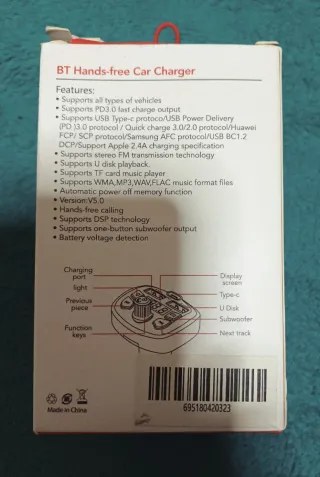 BT Hands-free Car Charger
Features:
• Supports all types of vehicles
• Supports PD3.0 fast charge output
• Supports USB Type-c protoco/USB Power Delivery
(PD )3.0 protocol / Quick charge 3.0/2.0 protocol/Huawei
FCP/ SCP protocol/Samsung AFC protocol/USB BC1.2
DCP/Support Apple 2.4A charging specification
• Supports stereo FM transmission technology
• Supports U disk playback.
• Supports TF card music player
• Supports WMA,MP3,WAV,FLAC music format files
• Automatic power off memory function
• Version:V5.0
• Hands-free calling
• Supports DSP technology
• Supports one-button subwoofer output
• Battery voltage detection
Charging
port
light
Previous
piece
Function
keys
Display
screen
Type-c
U Disk
Subwoofer
Next track
Made in China
695180420323